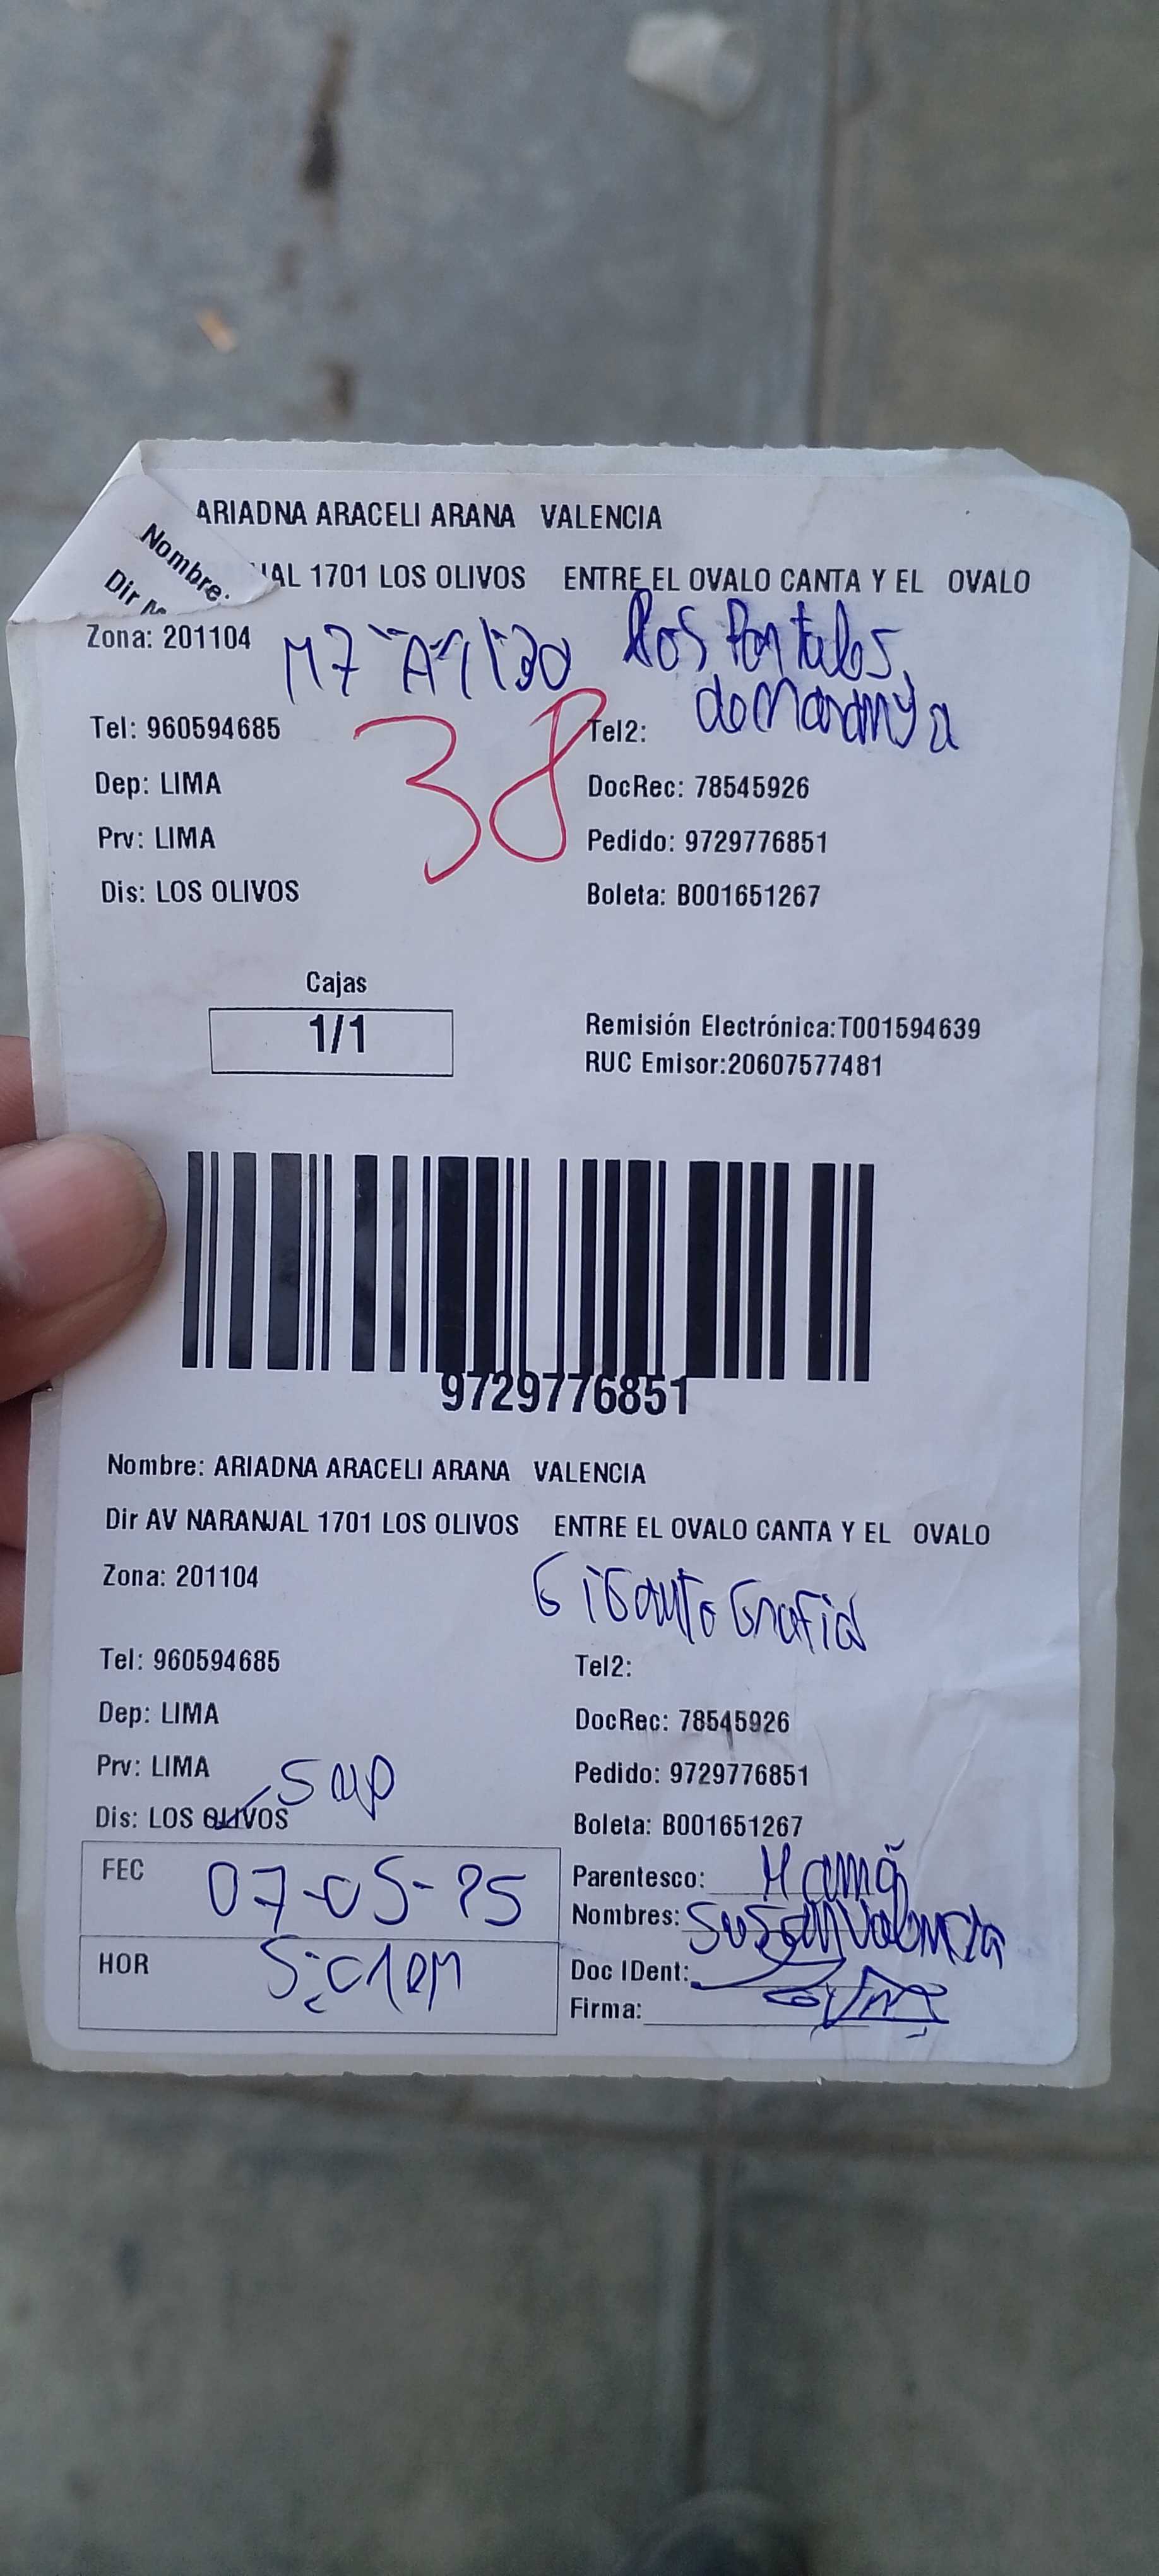 ARIADNA ARACELI ARANA VALENCIA
Nombre:
Dir
AL 1701 LOS OLIVOS ENTRE EL OVALO CANTA Y EL OVALO
Zona: 201104
Los Portales
Tel: 960594685
38
Tel2:
Dep: LIMA
DocRec: 78545926
Prv: LIMA
Pedido: 9729776851
Dis: LOS OLIVOS
Boleta: B001651267
Cajas
1/1
Remisión Electrónica:T001594639
RUC Emisor:20607577481
9729776851
Nombre: ARIADNA ARACELI ARANA VALENCIA
Dir AV NARANJAL 1701 LOS OLIVOS ENTRE EL OVALO CANTA Y EL OVALO
Zona: 201104
Gigantografia
Tel: 960594685
Tel2:
Dep: LIMA
DocRec: 78545926
Prv: LIMA
Pedido: 9729776851
Dis: LOS OLIVOS
Boleta: B001651267
FEC 07-05-25
Parentesco: Mamá
Nombres: Susan Valencia
HOR
Doc IDent:
Firma: